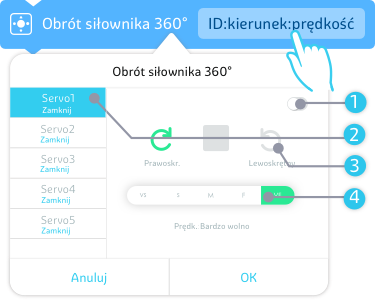 Obrót siłownika 360° ID:kierunek:prędkość
Obrót siłownika 360°
Servo1
Zamknij
1
Servo2
Zamknij
2
Servo3
Zamknij
Prawoskr.
Lewoskrętny
3
Servo4
Zamknij
VS S M F
4
Servo5
Zamknij
Prędk. Bardzo wolno
Anuluj OK